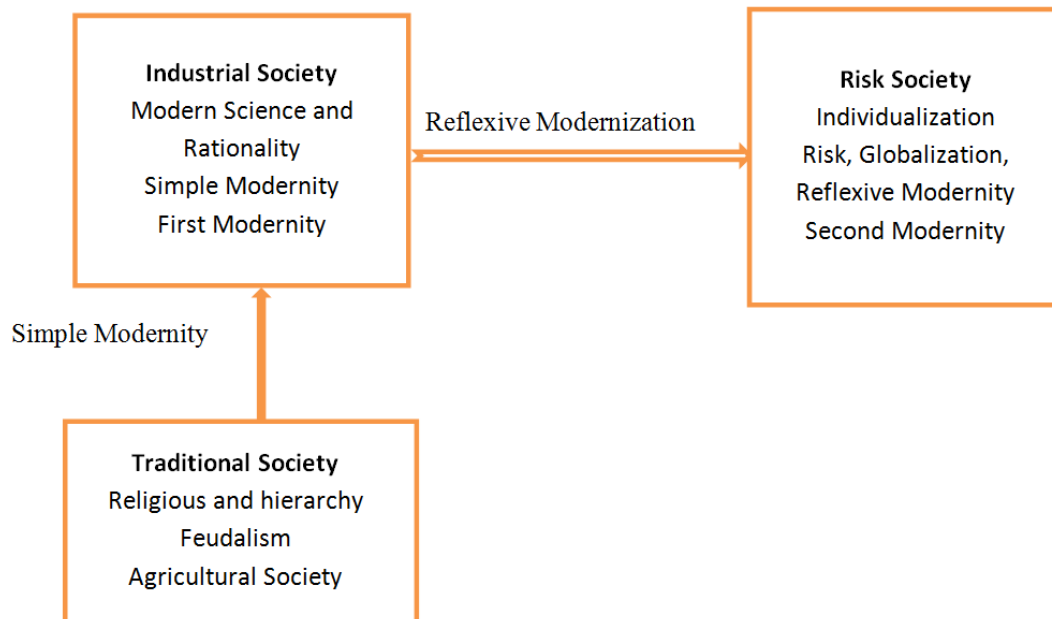 Industrial Society
Modern Science and
Rationality
Simple Modernity
First Modernity
Reflexive Modernization
Risk Society
Individualization
Risk, Globalization,
Reflexive Modernity
Second Modernity
Simple Modernity
Traditional Society
Religious and hierarchy
Feudalism
Agricultural Society